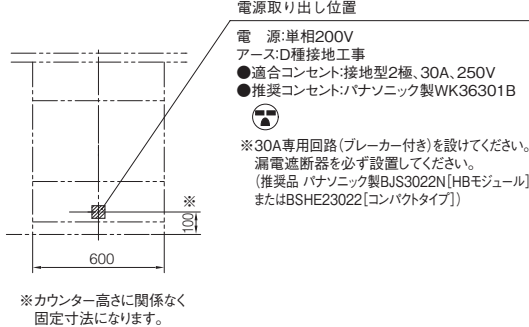 電源取り出し位置
電　源:単相200V
アース:D種接地工事
●適合コンセント:接地型2極、30A、250V
●推奨コンセント:パナソニック製WK36301B
※30A専用回路(ブレーカー付き)を設けてください。
漏電遮断器を必ず設置してください。
(推奨品 パナソニック製BJS3022N[HBモジュール]
またはBSHE23022[コンパクトタイプ])
※
100
600
※カウンター高さに関係なく
固定寸法になります。